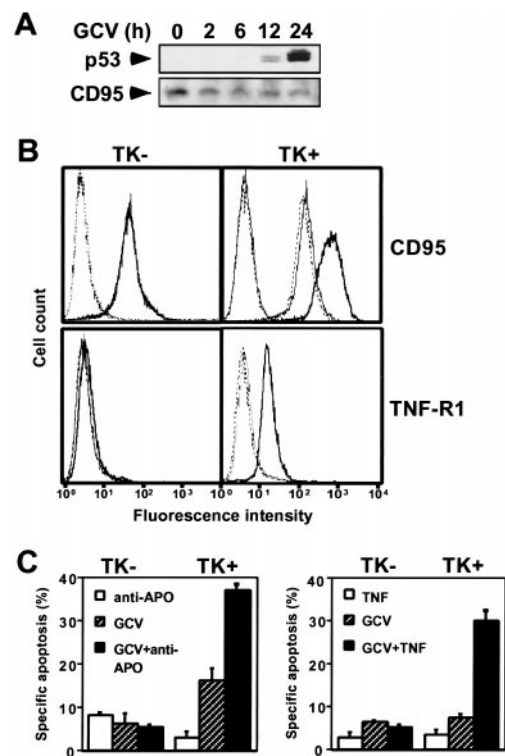 A
GCV (h) 0 2 6 12 24
p53
CD95
B
TK- TK+
Cell count
CD95
TNF-R1
10⁰ 10¹ 10² 10³ 10⁰ 10¹ 10² 10³ 10⁴
Fluorescence intensity
C
TK- TK+
Specific apoptosis (%)
40
30
20
10
0
anti-APO
GCV
GCV+anti-
APO
TK- TK+
Specific apoptosis (%)
40
30
20
10
0
TNF
GCV
GCV+TNF